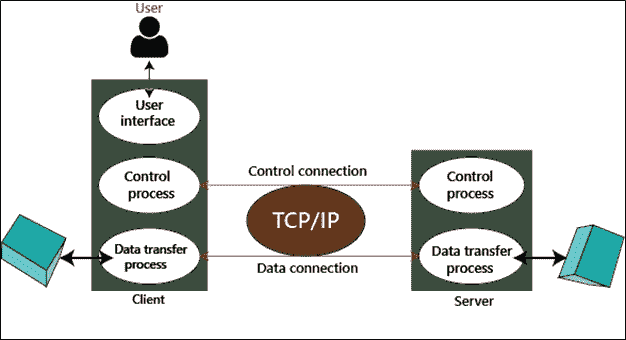 User
User
interface
Control
process
Control connection
Control
process
TCP/IP
Data transfer
process
Data connection
Data transfer
process
Client
Server